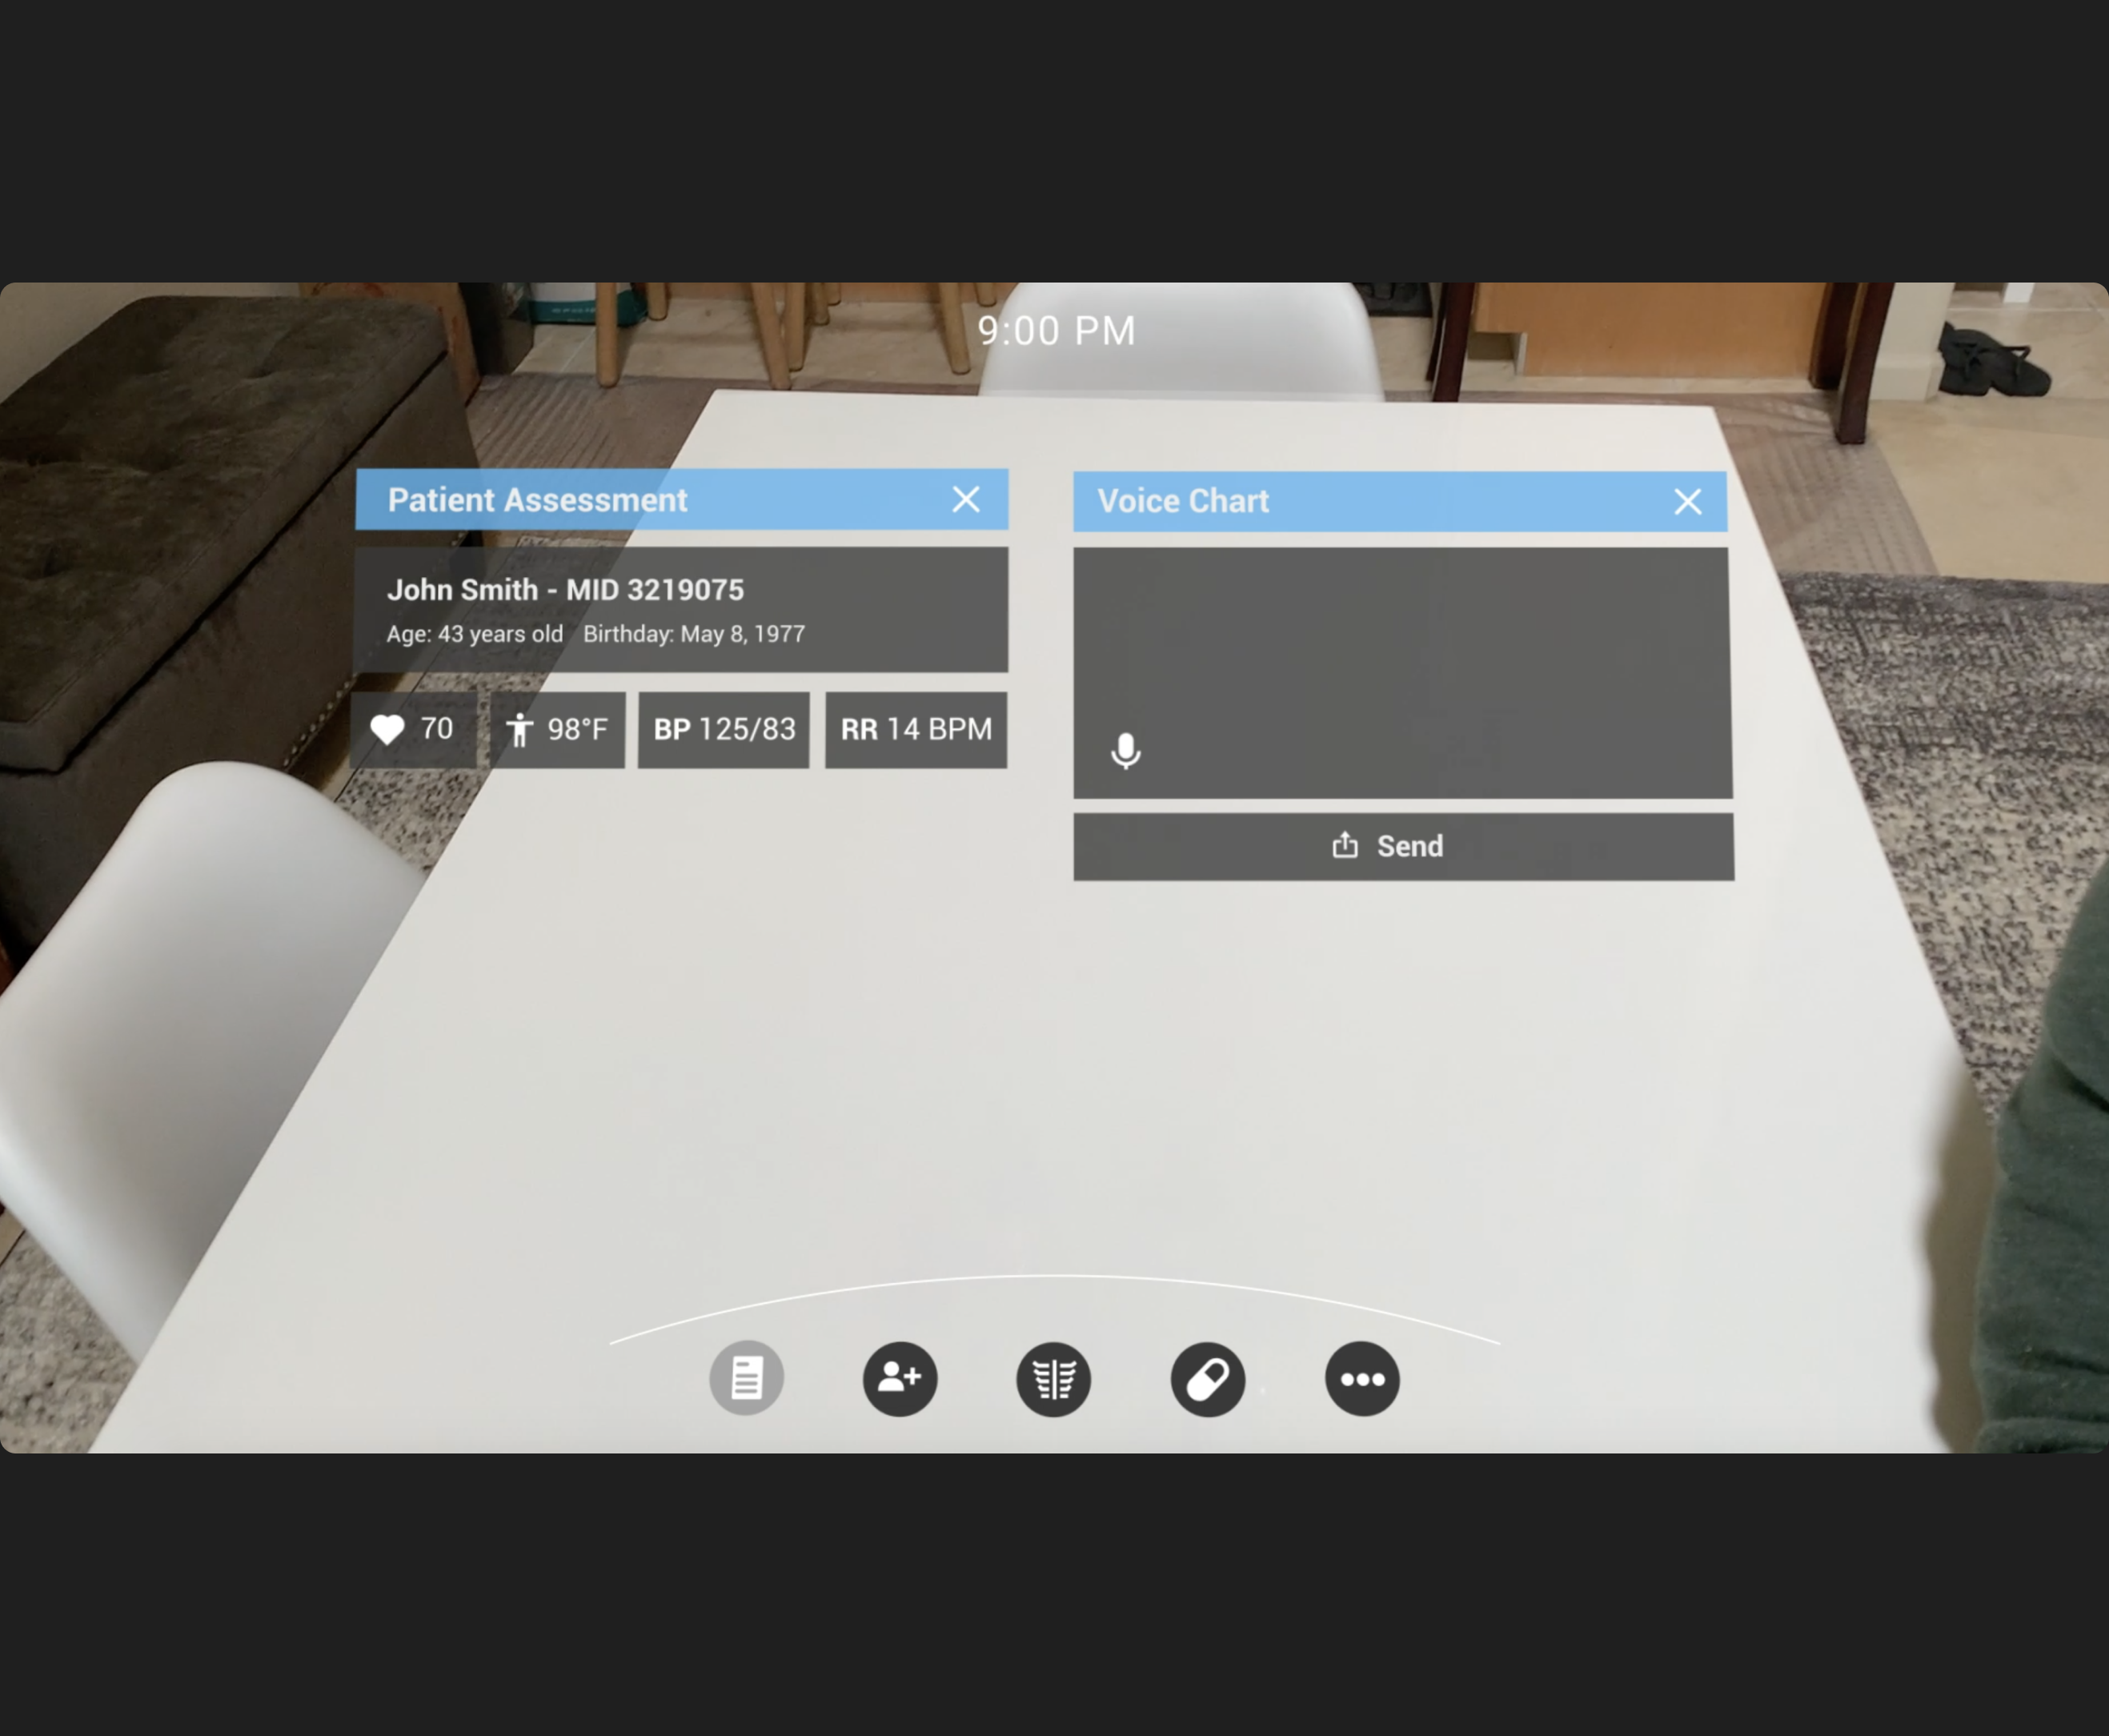 9:00 PM
Patient Assessment
John Smith - MID 3219075
Age: 43 years old Birthday: May 8, 1977
70
98°F
BP 125/83
RR 14 BPM
Voice Chart
Send